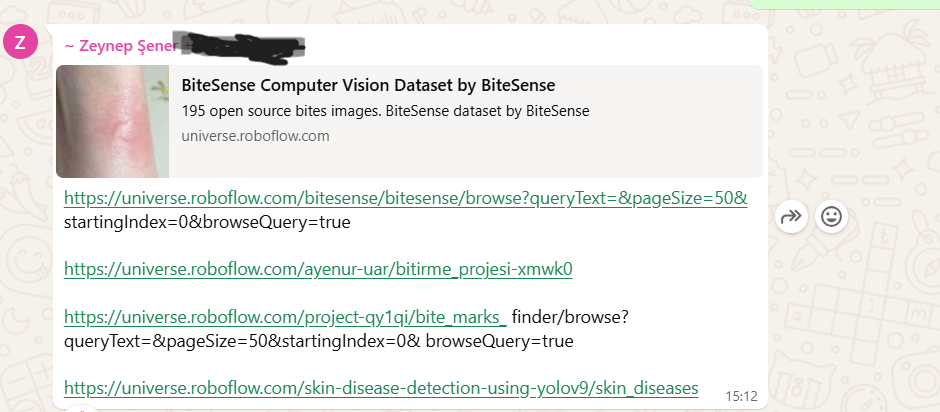 Z
~ Zeynep Şener
BiteSense Computer Vision Dataset by BiteSense
195 open source bites images. BiteSense dataset by BiteSense
universe.roboflow.com
https://universe.roboflow.com/bitesense/bitesense/browse?queryText=&pageSize=50&
startingIndex=0&browseQuery=true
https://universe.roboflow.com/ayenur-uar/bitirme_projesi-xmwk0
https://universe.roboflow.com/project-qy1qi/bite_marks_ finder/browse?
queryText=&pageSize=50&startingIndex=0& browseQuery=true
https://universe.roboflow.com/skin-disease-detection-using-yolov9/skin_diseases
15:12